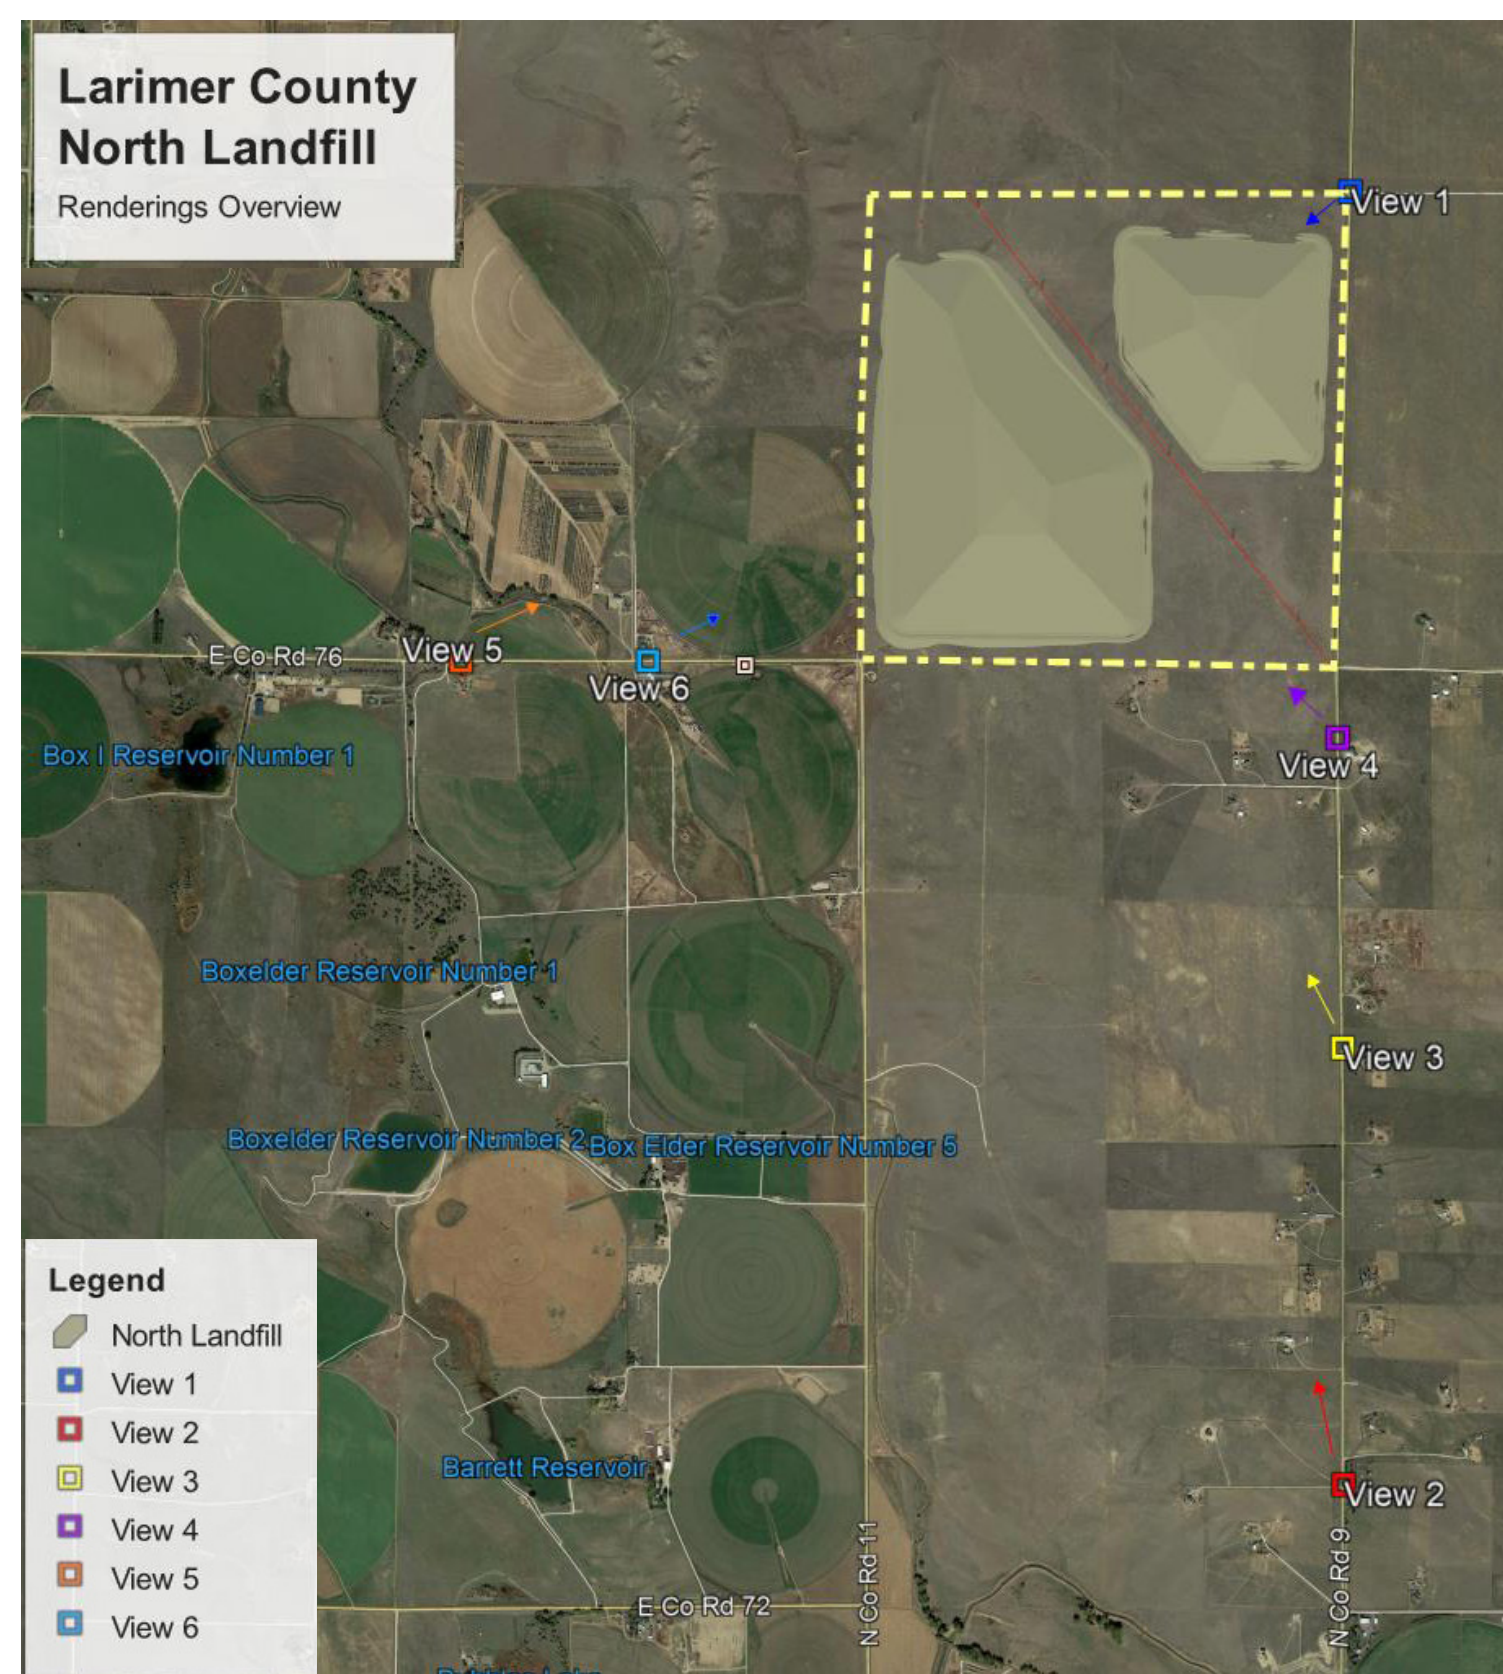 Larimer County
North Landfill
Renderings Overview
View 1
View 5
E Co Rd 76
View 6
Box I Reservoir Number 1
View 4
Boxelder Reservoir Number 1
View 3
Boxelder Reservoir Number 2
Box Elder Reservoir Number 5
Legend
North Landfill
View 1
View 2
View 3
View 4
View 5
View 6
Barrett Reservoir
View 2
E Co Rd 72
N Co Rd 11
N Co Rd 9